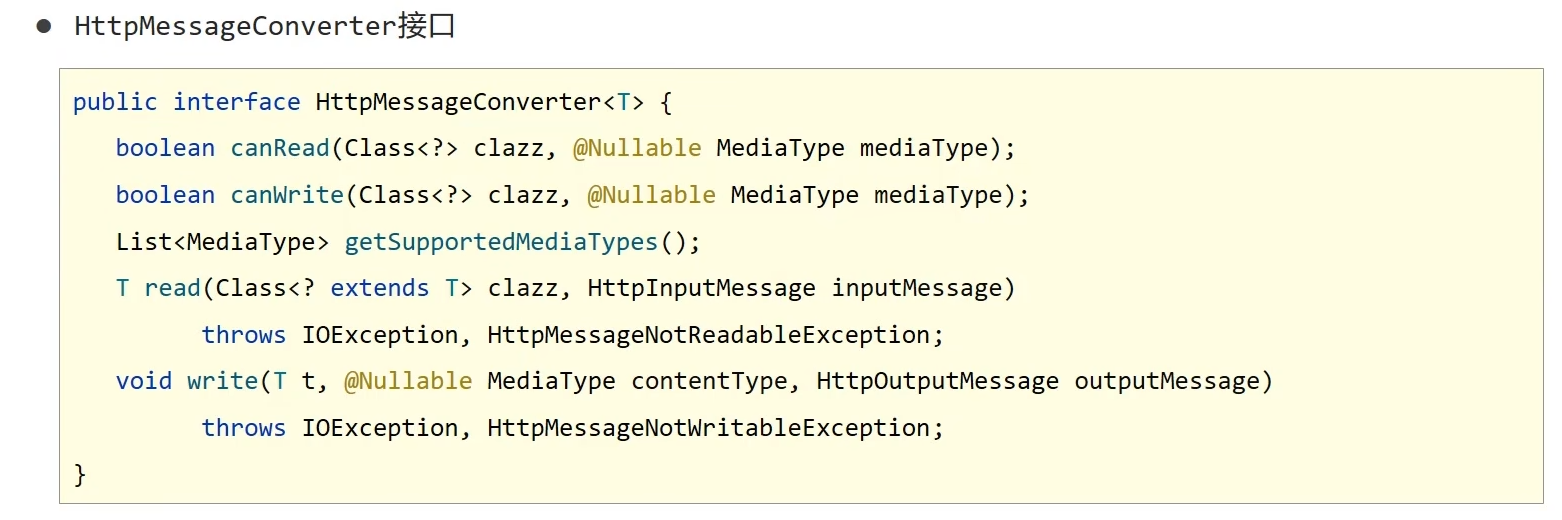 ● HttpMessageConverter接口
public interface HttpMessageConverter<T> {
   boolean canRead(Class<?> clazz, @Nullable MediaType mediaType);
   boolean canWrite(Class<?> clazz, @Nullable MediaType mediaType);
   List<MediaType> getSupportedMediaTypes();
   T read(Class<? extends T> clazz, HttpInputMessage inputMessage)
         throws IOException, HttpMessageNotReadableException;
   void write(T t, @Nullable MediaType contentType, HttpOutputMessage outputMessage)
         throws IOException, HttpMessageNotWritableException;
}